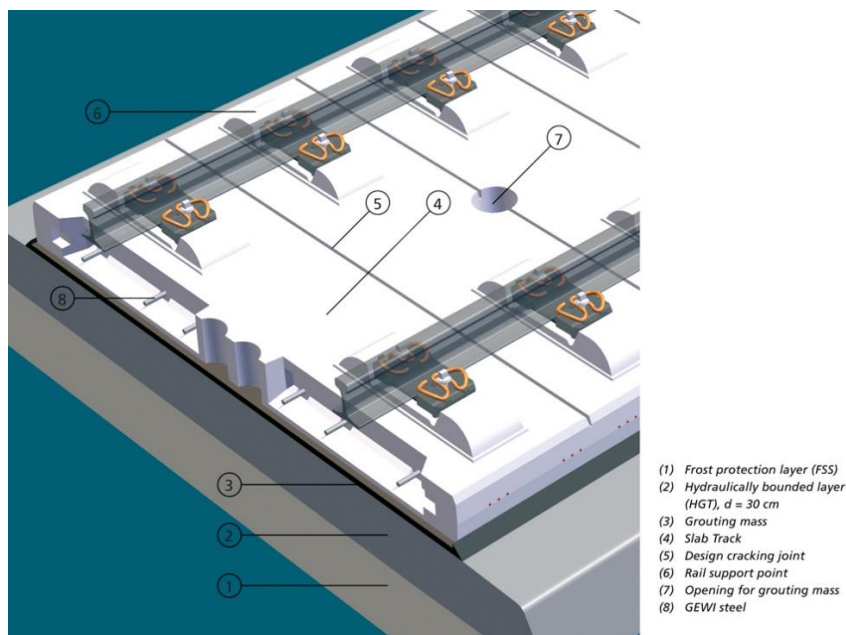 6
7
5
4
8
3
2
1
(1) Frost protection layer (FSS)
(2) Hydraulically bounded layer
(HGT), d = 30 cm
(3) Grouting mass
(4) Slab Track
(5) Design cracking joint
(6) Rail support point
(7) Opening for grouting mass
(8) GEWI steel